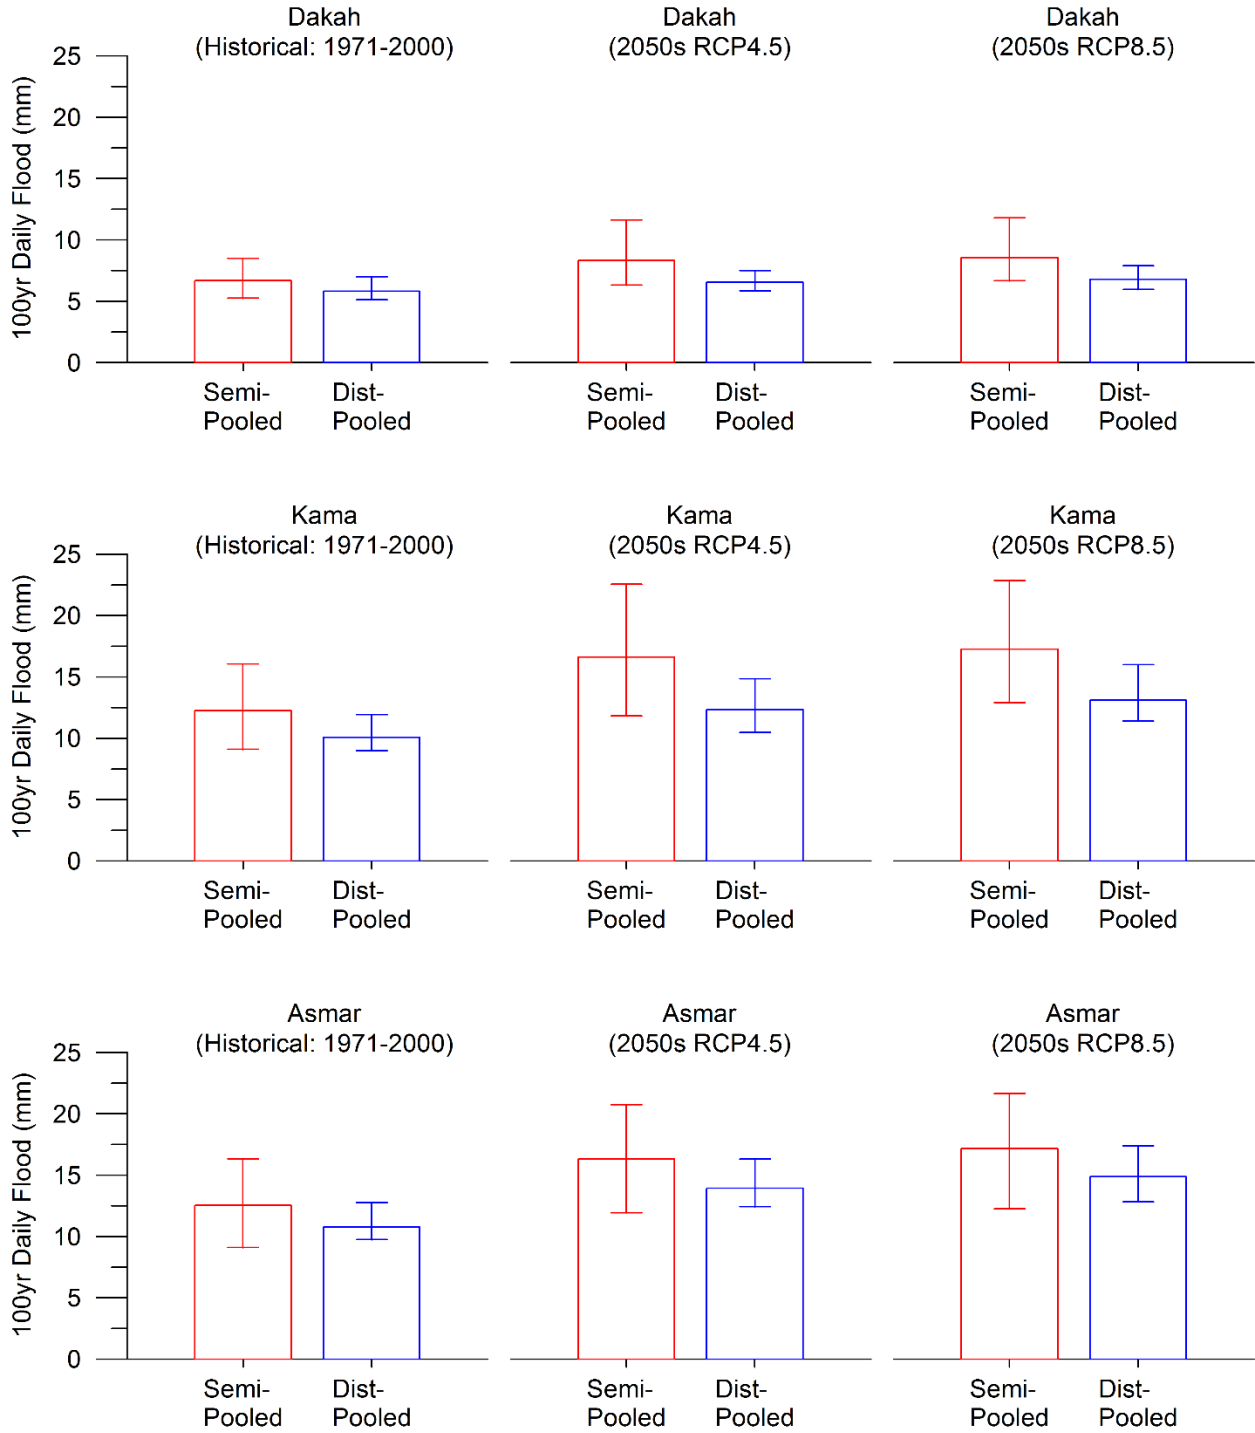 Dakah
(Historical: 1971-2000)
Dakah
(2050s RCP4.5)
Dakah
(2050s RCP8.5)
100yr Daily Flood (mm)
25
20
15
10
5
0
Semi-
Pooled
Dist-
Pooled
Semi-
Pooled
Dist-
Pooled
Semi-
Pooled
Dist-
Pooled
Kama
(Historical: 1971-2000)
Kama
(2050s RCP4.5)
Kama
(2050s RCP8.5)
100yr Daily Flood (mm)
25
20
15
10
5
0
Semi-
Pooled
Dist-
Pooled
Semi-
Pooled
Dist-
Pooled
Semi-
Pooled
Dist-
Pooled
Asmar
(Historical: 1971-2000)
Asmar
(2050s RCP4.5)
Asmar
(2050s RCP8.5)
100yr Daily Flood (mm)
25
20
15
10
5
0
Semi-
Pooled
Dist-
Pooled
Semi-
Pooled
Dist-
Pooled
Semi-
Pooled
Dist-
Pooled